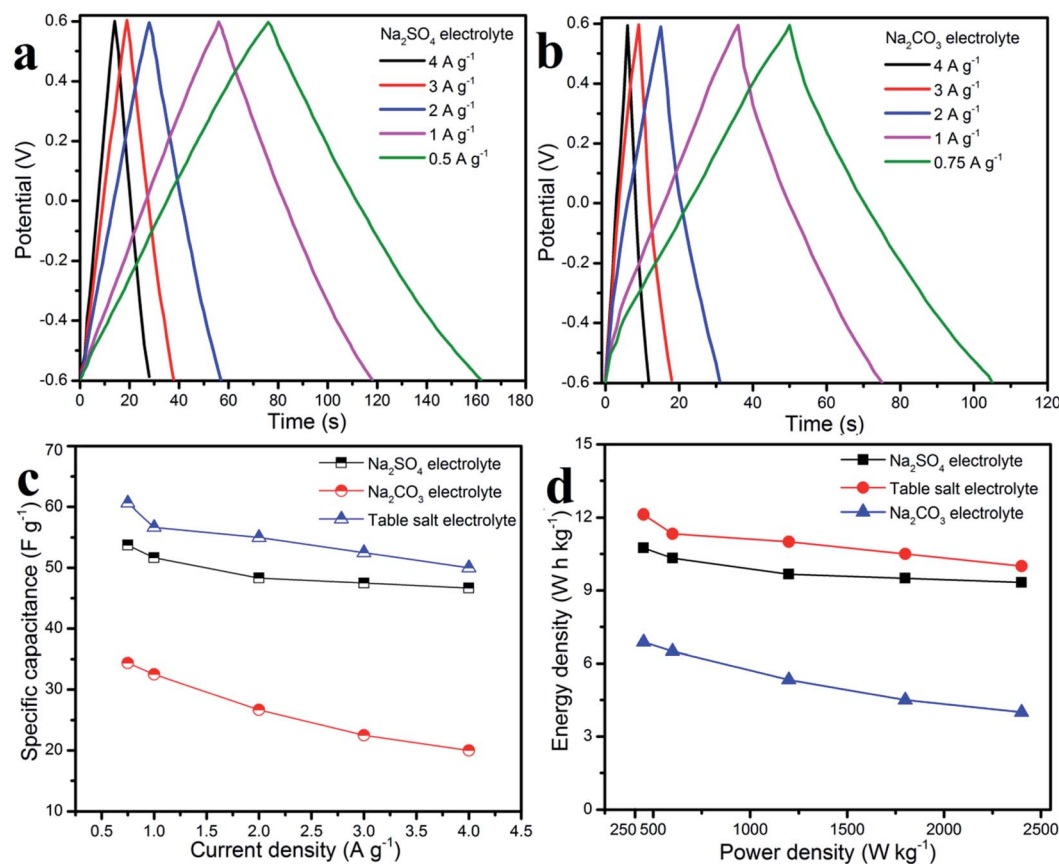 a
Na₂SO₄ electrolyte
4 A g⁻¹
3 A g⁻¹
2 A g⁻¹
1 A g⁻¹
0.5 A g⁻¹
Potential (V)
0.6
0.4
0.2
0.0
-0.2
-0.4
-0.6
0 20 40 60 80 100 120 140 160 180
Time (s)
b
Na₂CO₃ electrolyte
4 A g⁻¹
3 A g⁻¹
2 A g⁻¹
1 A g⁻¹
0.75 A g⁻¹
Potential (V)
0.6
0.4
0.2
0.0
-0.2
-0.4
-0.6
0 20 40 60 80 100 120
Time (s)
c
Na₂SO₄ electrolyte
Na₂CO₃ electrolyte
Table salt electrolyte
Specific capacitance (F g⁻¹)
70
60
50
40
30
20
10
0.5 1.0 1.5 2.0 2.5 3.0 3.5 4.0 4.5
Current density (A g⁻¹)
d
Na₂SO₄ electrolyte
Table salt electrolyte
Na₂CO₃ electrolyte
Energy density (W h kg⁻¹)
15
12
9
6
3
0
250 500 1000 1500 2000 2500
Power density (W kg⁻¹)